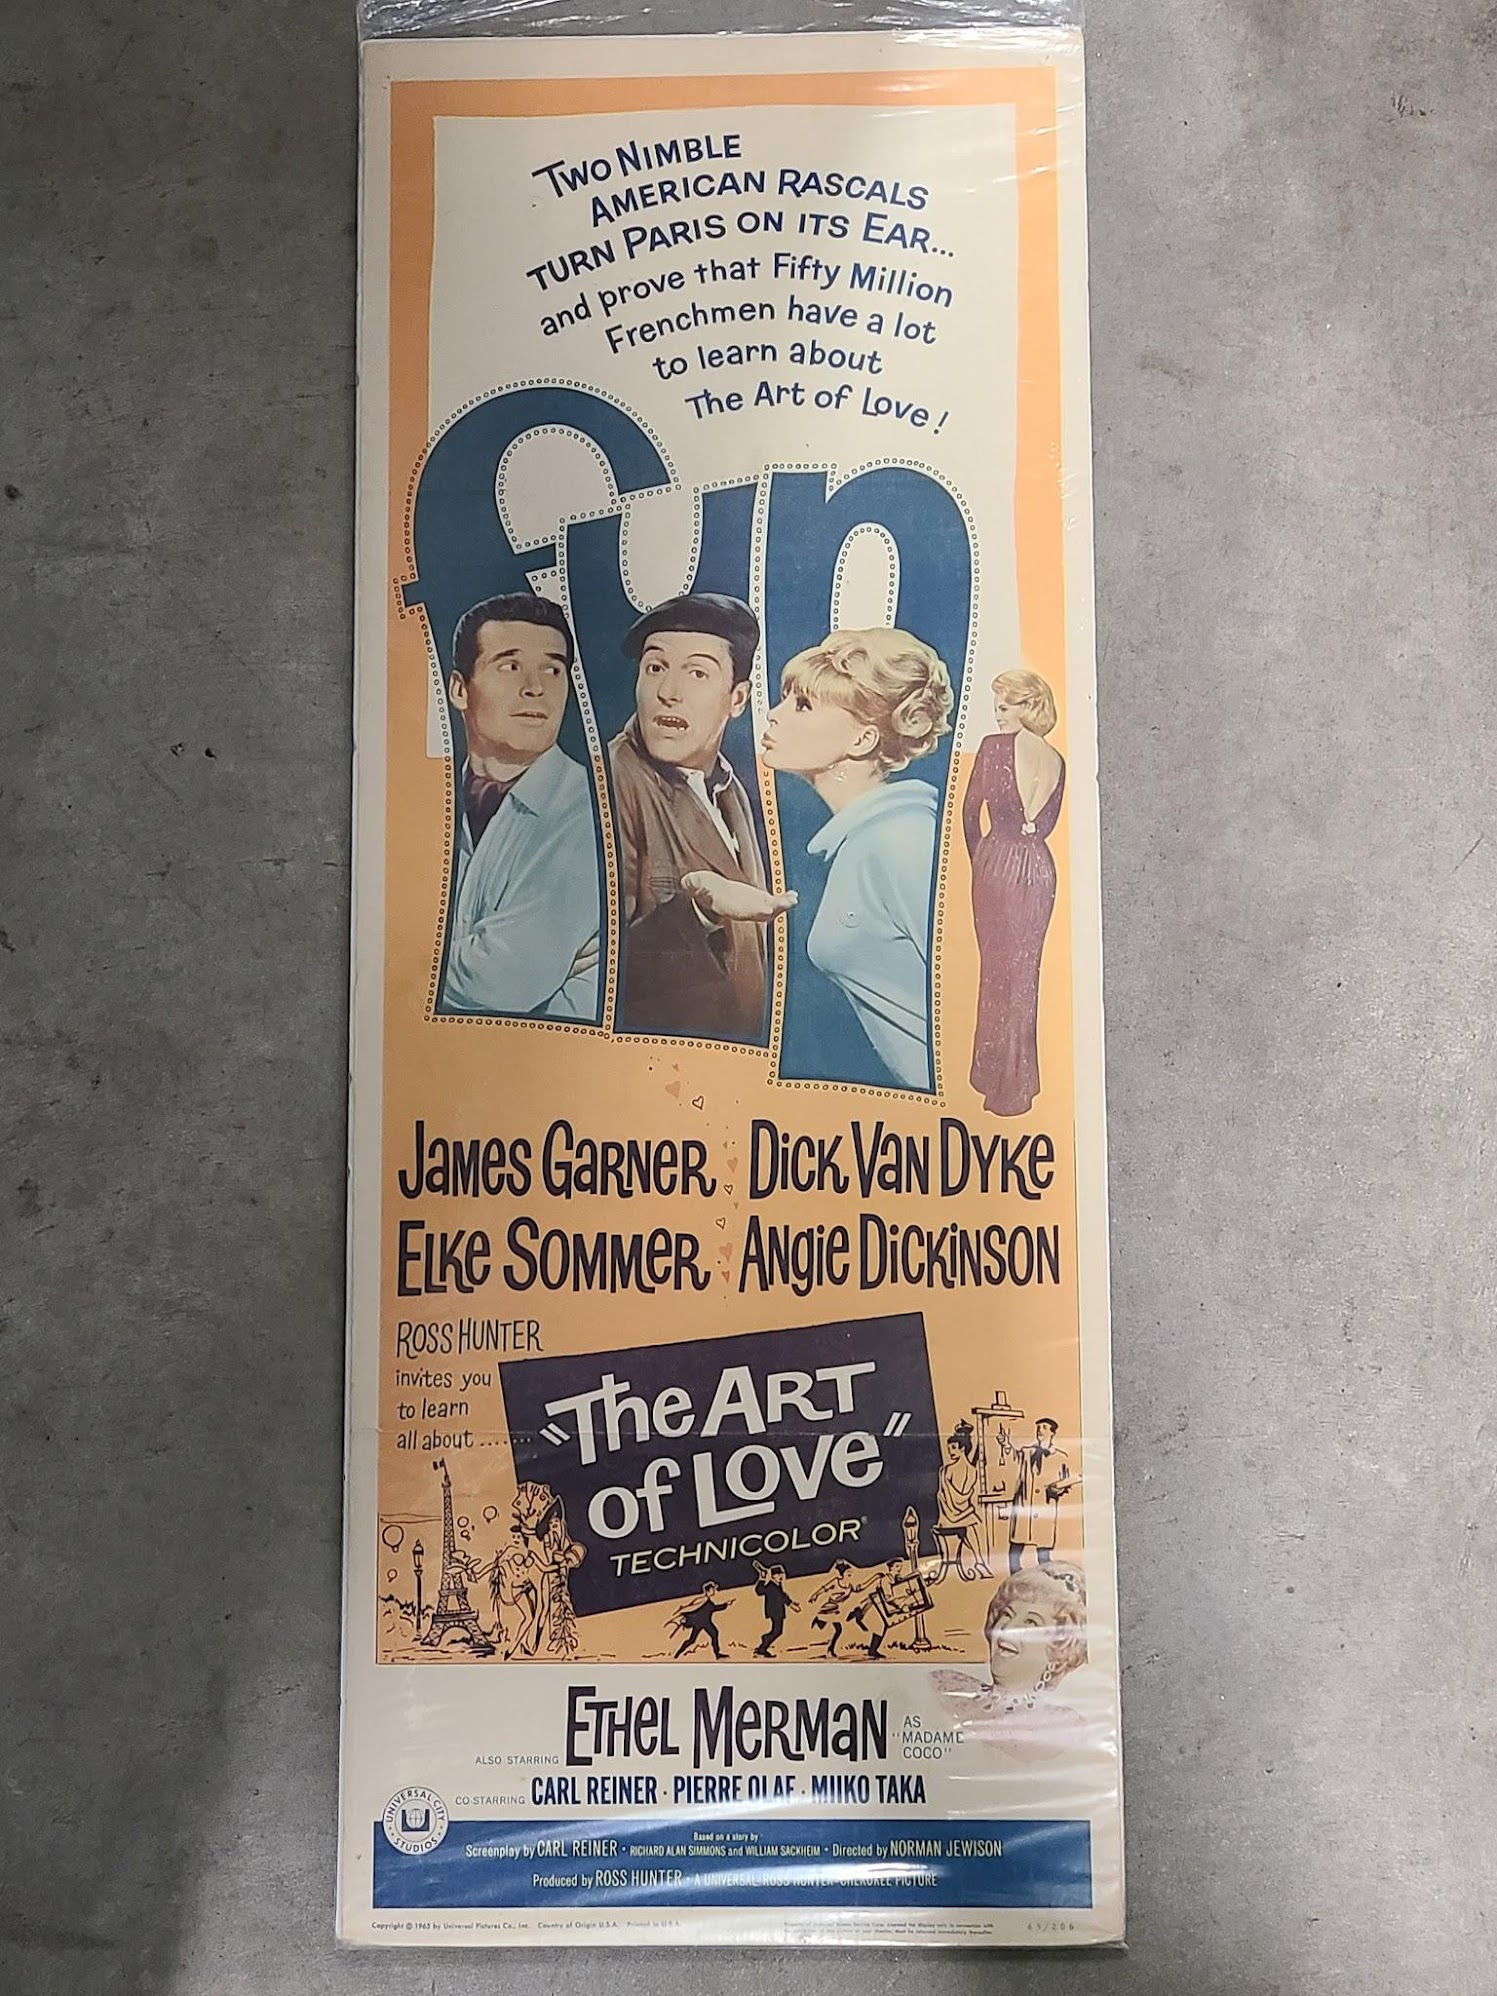 Two Nimble
American Rascals
turn Paris on its Ear...
and prove that Fifty Million
Frenchmen have a lot
to learn about
The Art of Love!
fun
James Garner Dick Van Dyke
Elke Sommer Angie Dickinson
Ross Hunter
invites you
to learn
all about .......
"The Art
of Love"
TECHNICOLOR®
ALSO STARRING ETHEL MERMAN AS "MADAME COCO"
CO-STARRING CARL REINER · PIERRE OLAF · MIIKO TAKA
UNIVERSAL CITY STUDIOS
Screenplay by CARL REINER · Based on a story by RICHARD ALAN SIMMONS and WILLIAM SACKHEIM · Directed by NORMAN JEWISON
Produced by ROSS HUNTER · A UNIVERSAL-ROSS HUNTER-CHEROKEE PICTURE
Copyright © 1965 by Universal Pictures Co., Inc. Country of Origin U.S.A. Printed in U.S.A.
65/206